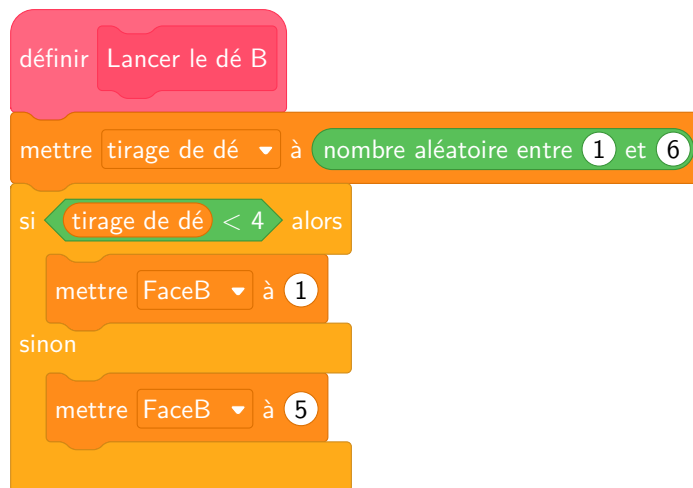 définir Lancer le dé B
mettre tirage de dé à nombre aléatoire entre 1 et 6
si tirage de dé < 4 alors
mettre FaceB à 1
sinon
mettre FaceB à 5